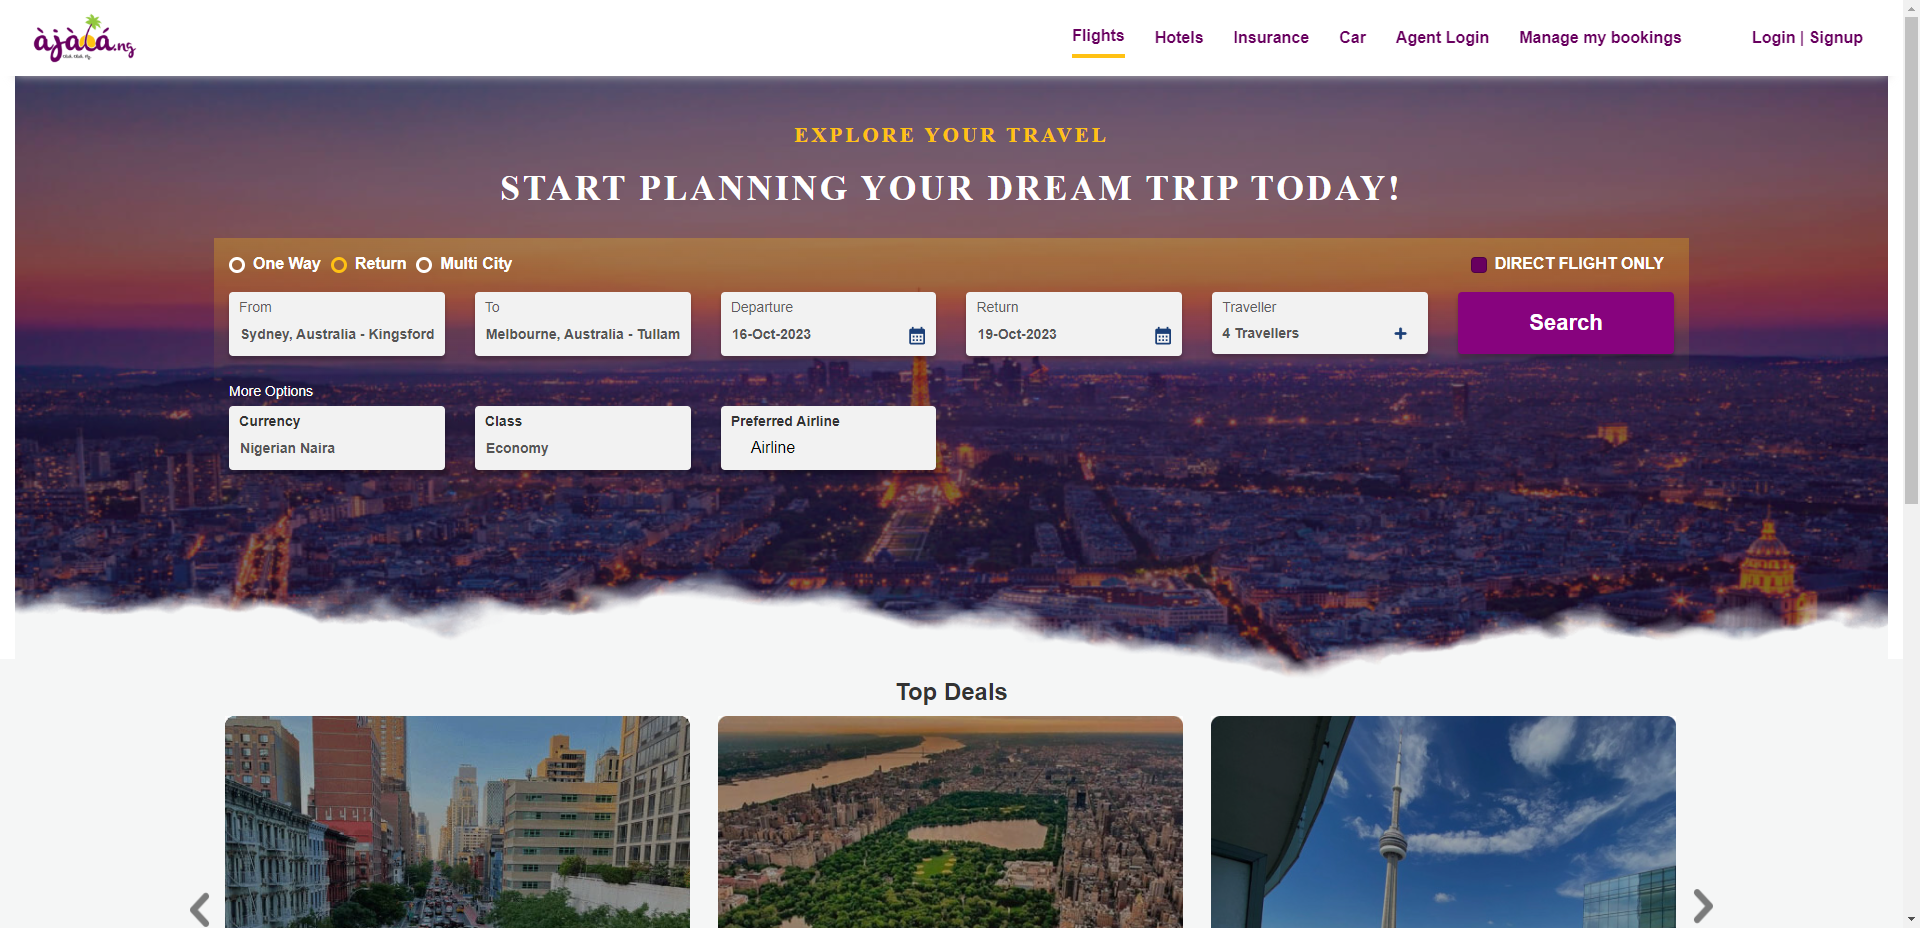 àjàlá.ng
Flights
Hotels
Insurance
Car
Agent Login
Manage my bookings
Login | Signup
EXPLORE YOUR TRAVEL
START PLANNING YOUR DREAM TRIP TODAY!
One Way
Return
Multi City
DIRECT FLIGHT ONLY
From
Sydney, Australia - Kingsford
To
Melbourne, Australia - Tullam
Departure
16-Oct-2023
Return
19-Oct-2023
Traveller
4 Travellers
Search
More Options
Currency
Nigerian Naira
Class
Economy
Preferred Airline
Airline
Top Deals